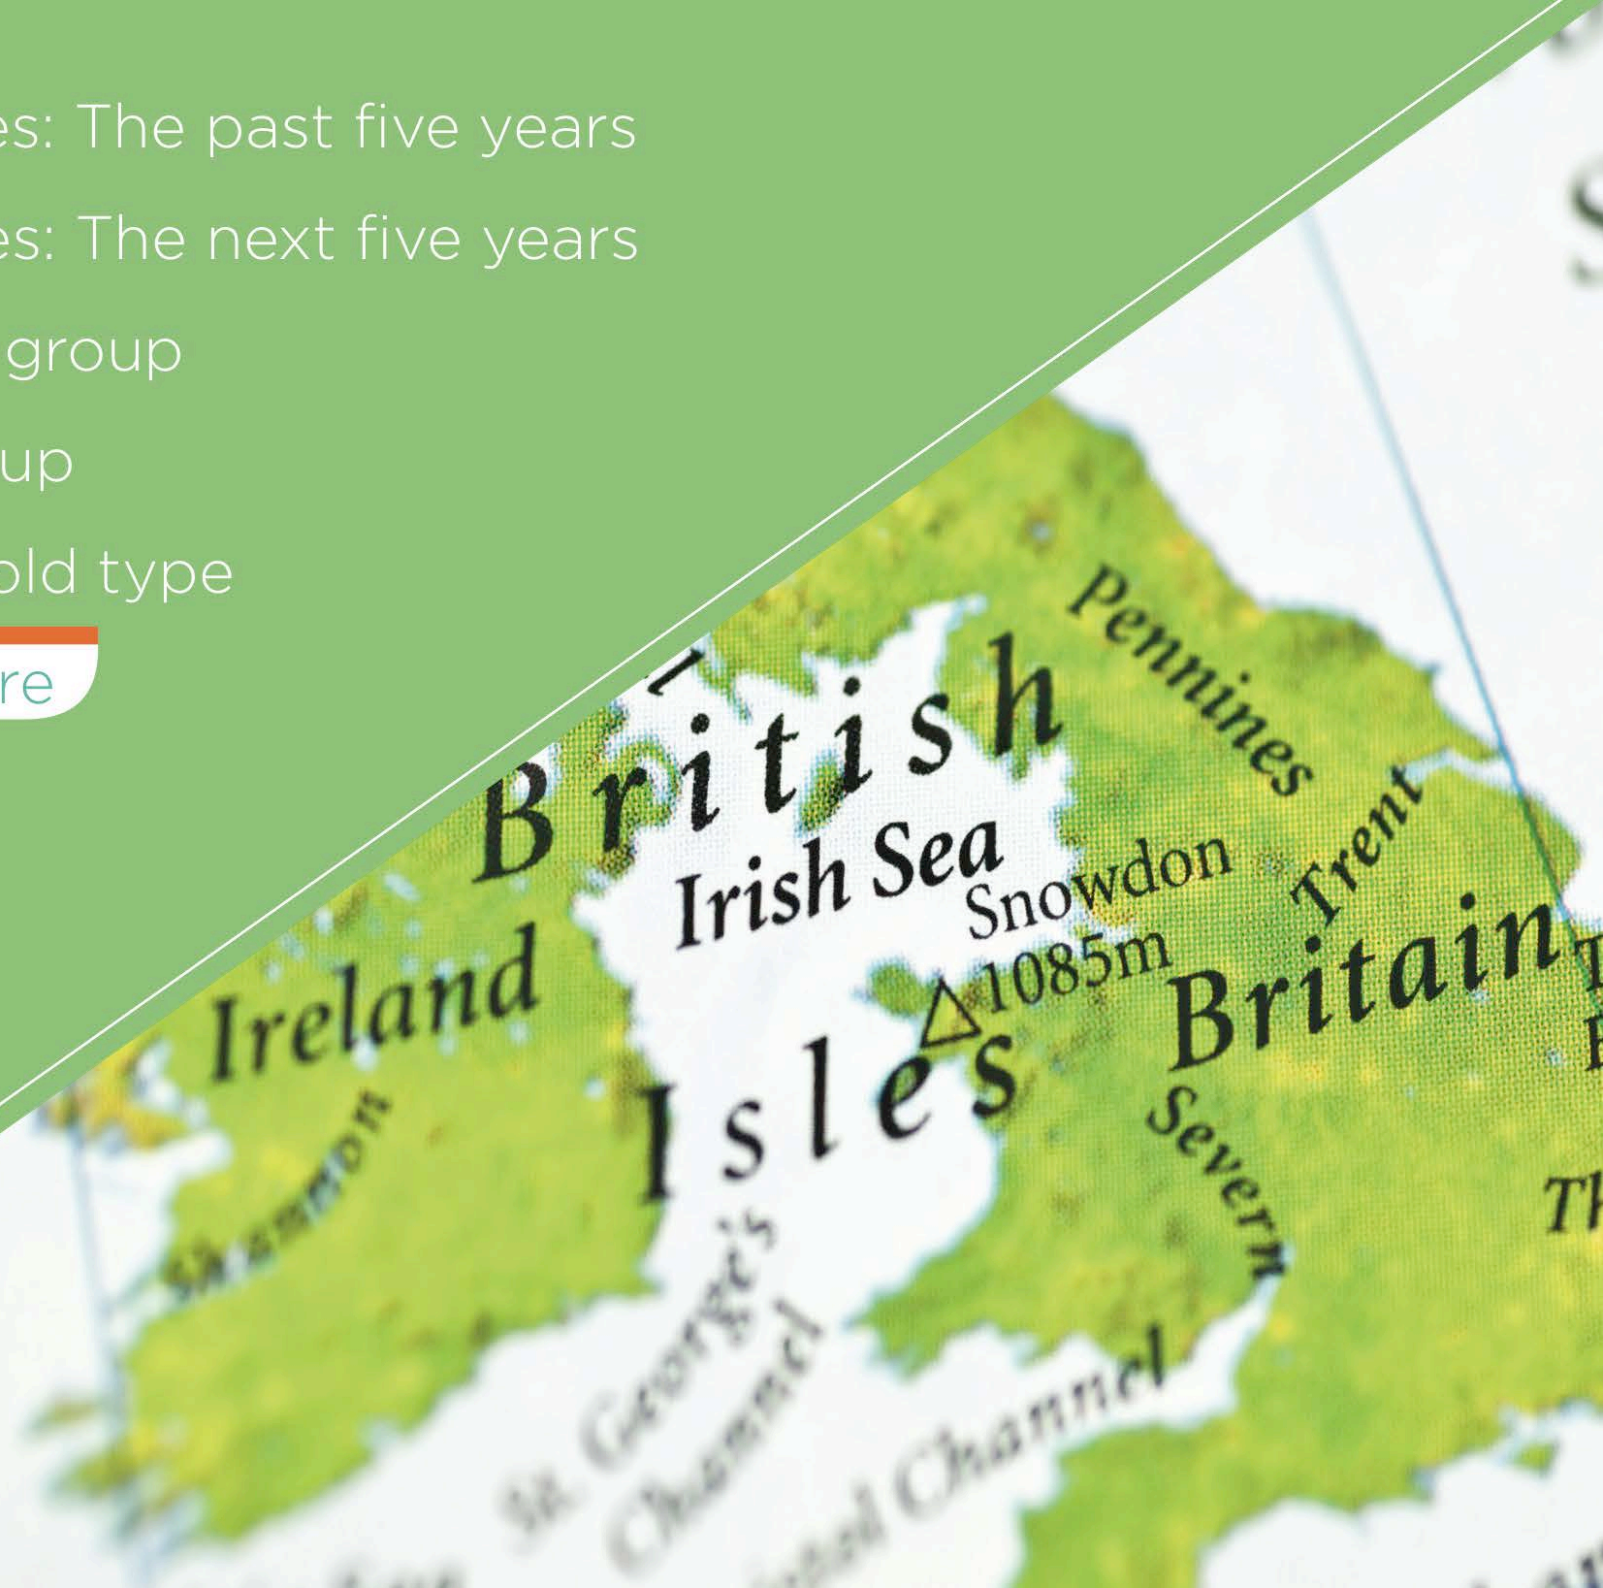 es: The past five years
es: The next five years
group
up
old type
re
Pennines
British
Trent
Irish Sea
Snowdon
1085m
Britain
Ireland
Isles
Severn
Shannon
St. George's
Channel
Channel